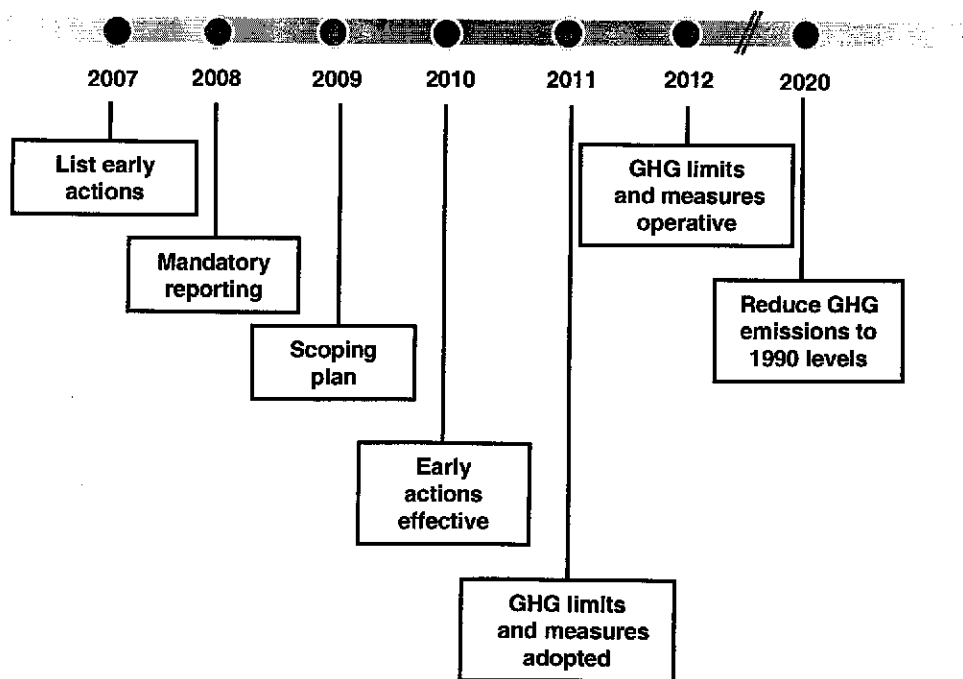 2007 2008 2009 2010 2011 2012 2020
List early
actions
Mandatory
reporting
Scoping
plan
Early
actions
effective
GHG limits
and measures
adopted
GHG limits
and measures
operative
Reduce GHG
emissions to
1990 levels